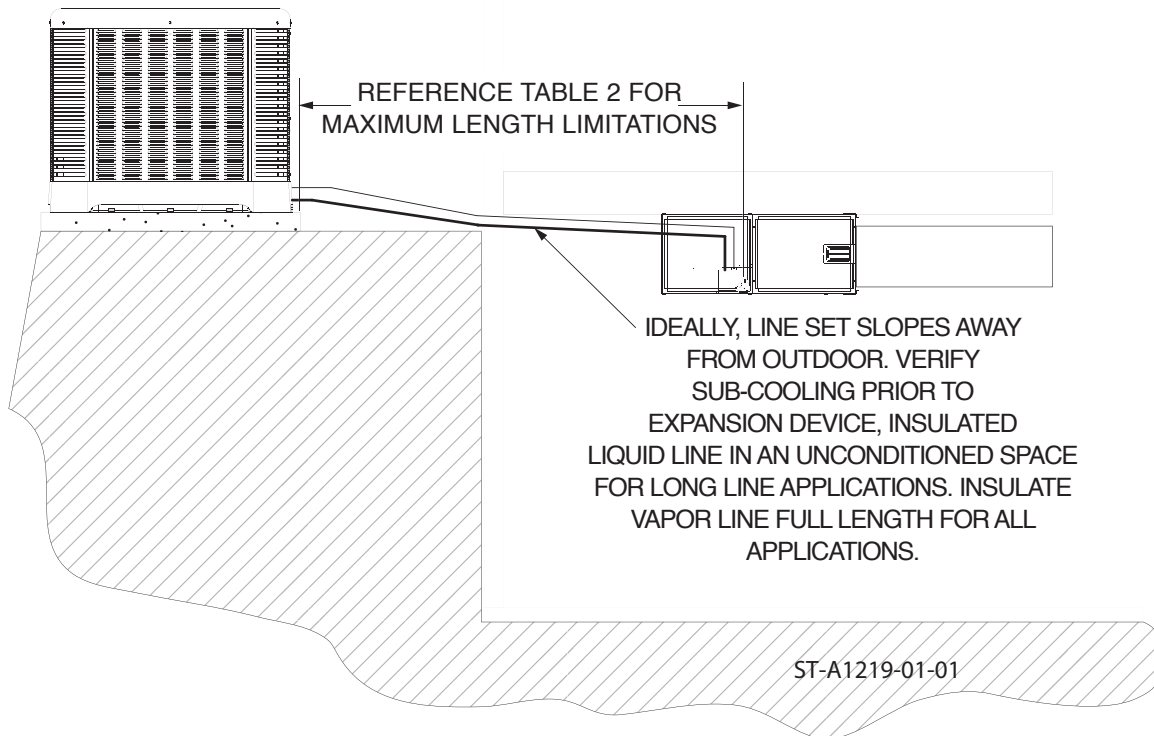 REFERENCE TABLE 2 FOR
MAXIMUM LENGTH LIMITATIONS
IDEALLY, LINE SET SLOPES AWAY
FROM OUTDOOR. VERIFY
SUB-COOLING PRIOR TO
EXPANSION DEVICE, INSULATED
LIQUID LINE IN AN UNCONDITIONED SPACE
FOR LONG LINE APPLICATIONS. INSULATE
VAPOR LINE FULL LENGTH FOR ALL
APPLICATIONS.
ST-A1219-01-01